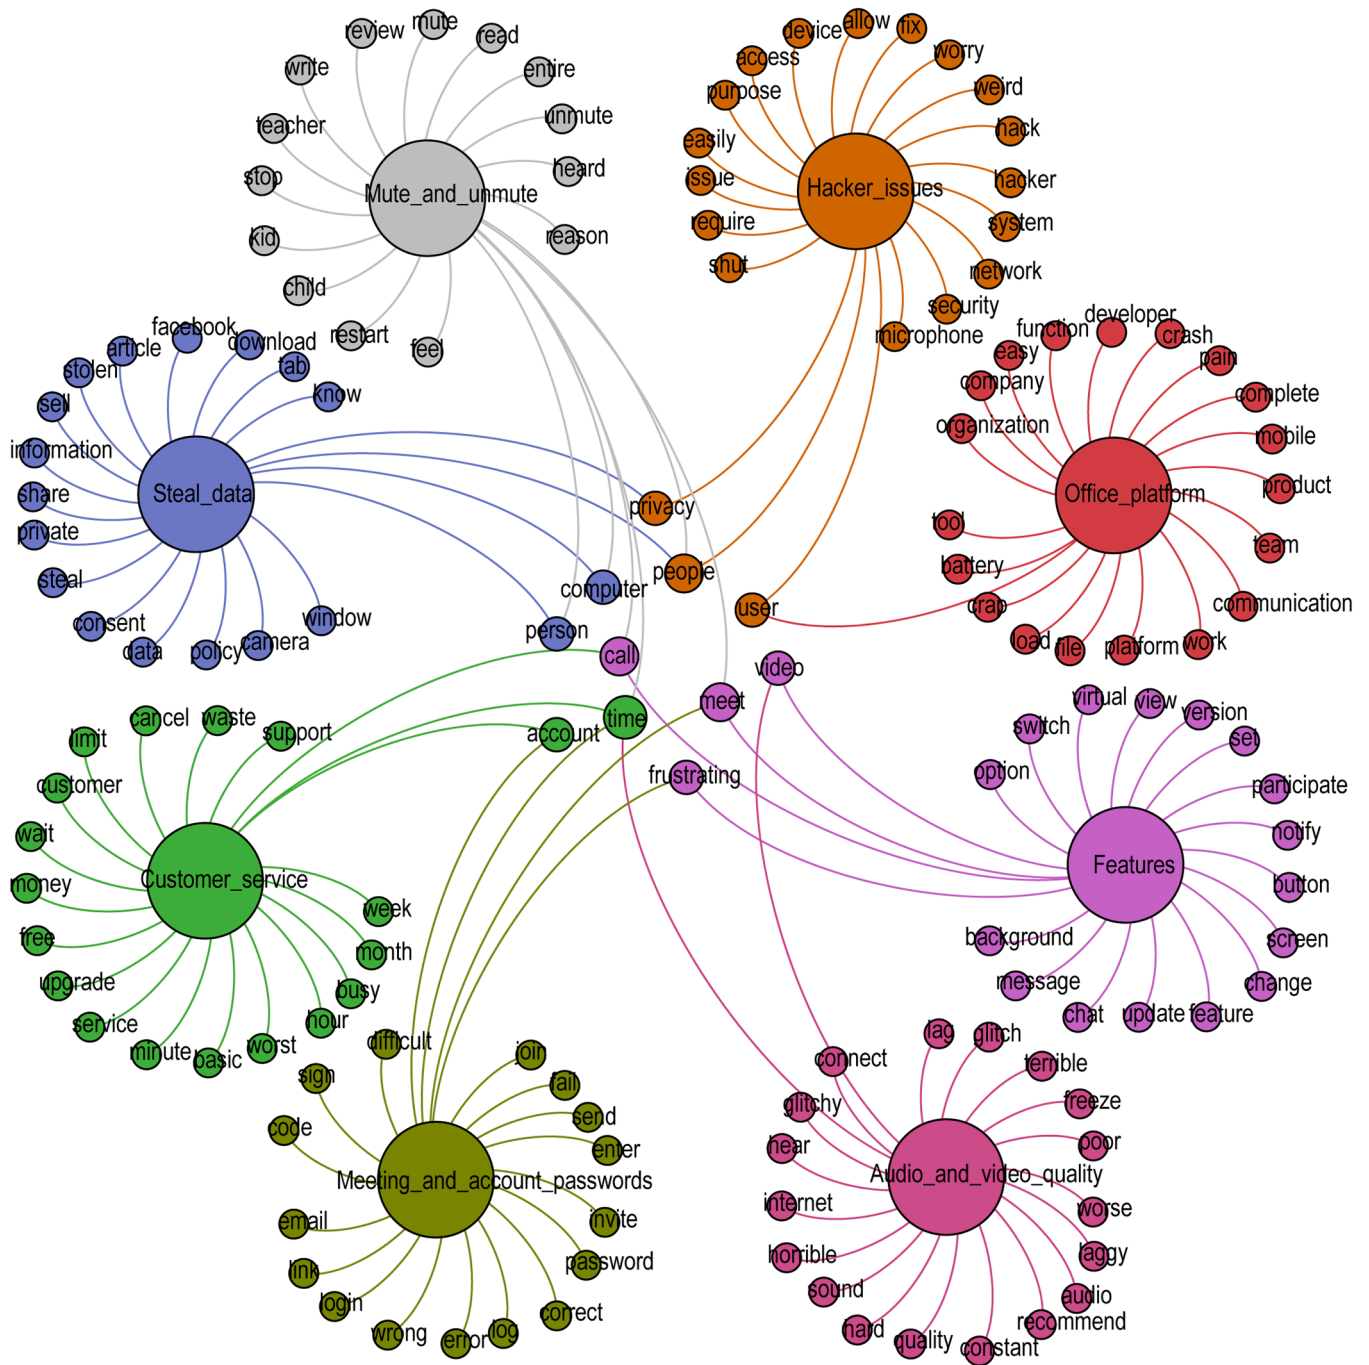 mute
review
read
write
entire
unmute
teacher
heard
stop
Mute_and_unmute
reason
kid
child
restart
feel
allow
fix
device
worry
access
weird
purpose
hack
easily
issue
hacker
Hacker_issues
require
system
shut
network
security
microphone
facebook
download
article
tab
stolen
know
sell
information
Steal_data
share
private
steal
consent
data
policy
camera
window
developer
function
crash
easy
pain
company
complete
organization
mobile
product
Office_platform
tool
team
battery
crap
communication
load
file
platform
work
privacy
people
computer
user
person
call
video
meet
time
account
frustrating
cancel
waste
support
limit
customer
wait
money
Customer_service
week
free
month
upgrade
busy
service
hour
minute
basic
worst
virtual
view
version
switch
set
option
participate
notify
Features
button
background
screen
message
change
chat
update
feature
difficult
join
sign
fail
code
send
enter
Meeting_and_account_passwords
email
invite
link
password
login
correct
wrong
error
log
lag
glitch
connect
terrible
glitchy
freeze
hear
poor
Audio_and_video_quality
internet
worse
horrible
laggy
sound
audio
hard
recommend
quality
constant